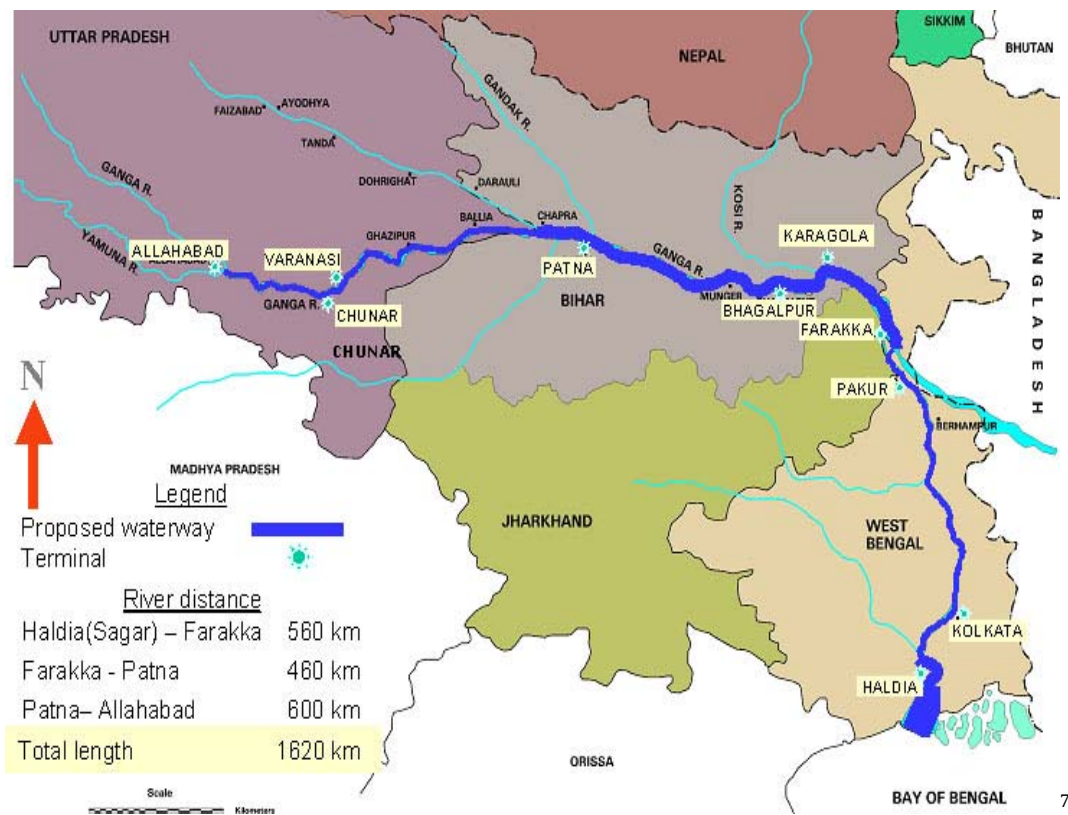 UTTAR PRADESH
SIKKIM
BHUTAN
NEPAL
GANDAK R.
FAIZABAD
AYODHYA
TANDA
DOHRIGHAT
DARAULI
GANGA R.
KOSI R.
BALLIA
CHAPRA
GHAZIPUR
YAMUNA R.
ALLAHABAD
VARANASI
KARAGOLA
PATNA
GANGA R.
BIHAR
MUNGER
BHAGALPUR
GANGA R.
CHUNAR
CHUNAR
FARAKKA
BANGLADESH
PAKUR
BERHAMPUR
N
MADHYA PRADESH
Legend
Proposed waterway
Terminal
JHARKHAND
WEST
BENGAL
River distance
Haldia(Sagar) – Farakka 560 km
Farakka - Patna 460 km
Patna– Allahabad 600 km
Total length 1620 km
KOLKATA
HALDIA
ORISSA
Scale
Kilometers
BAY OF BENGAL
7